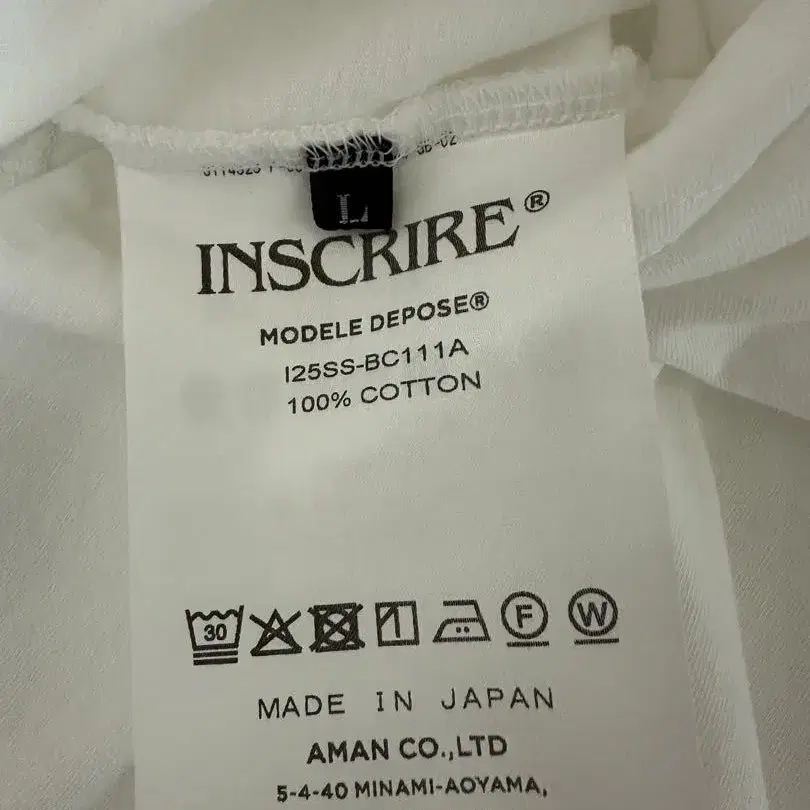 L
INSCRIRE®
MODELE DEPOSE®
I25SS-BC111A
100% COTTON
30
F
W
MADE IN JAPAN
AMAN CO.,LTD
5-4-40 MINAMI-AOYAMA,